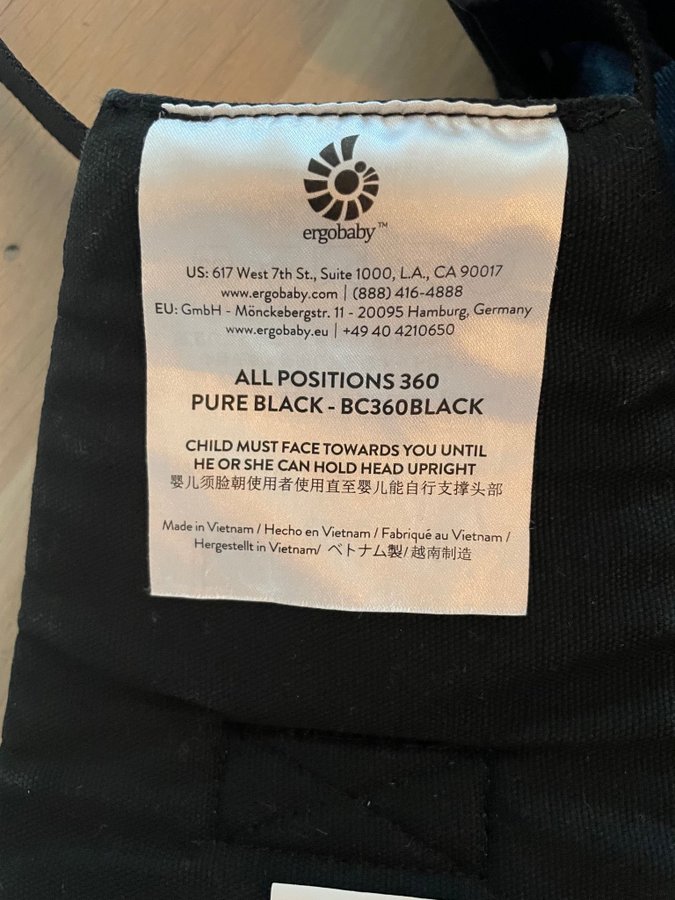 ergobaby™
US: 617 West 7th St., Suite 1000, L.A., CA 90017
www.ergobaby.com | (888) 416-4888
EU: GmbH - Mönckebergstr. 11 - 20095 Hamburg, Germany
www.ergobaby.eu | +49 40 4210650
ALL POSITIONS 360
PURE BLACK - BC360BLACK
CHILD MUST FACE TOWARDS YOU UNTIL
HE OR SHE CAN HOLD HEAD UPRIGHT
婴儿须脸朝使用者使用直至婴儿能自行支撑头部
Made in Vietnam / Hecho en Vietnam / Fabriqué au Vietnam /
Hergestellt in Vietnam/ ベトナム製/ 越南制造